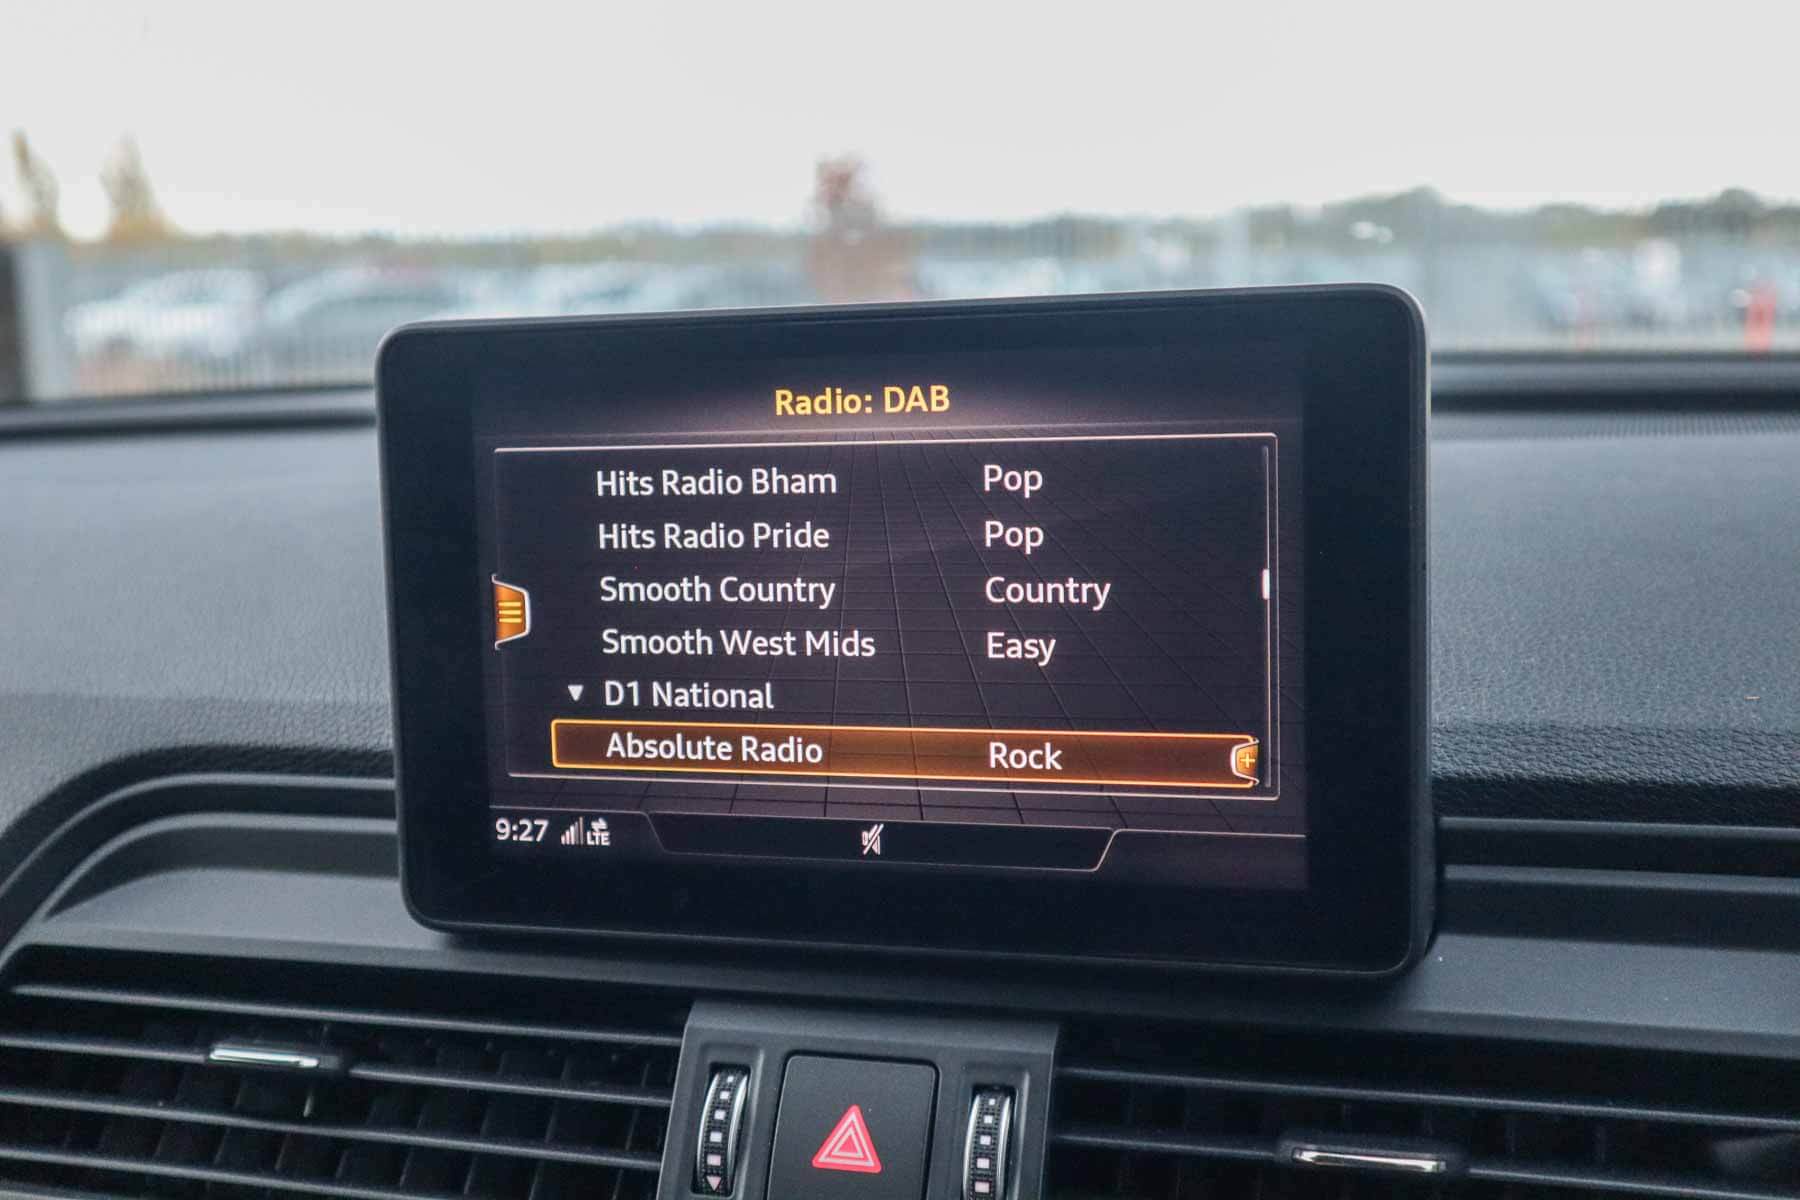 Radio: DAB
Hits Radio Bham Pop
Hits Radio Pride Pop
Smooth Country Country
Smooth West Mids Easy
▼ D1 National
Absolute Radio Rock
9:27 LTE